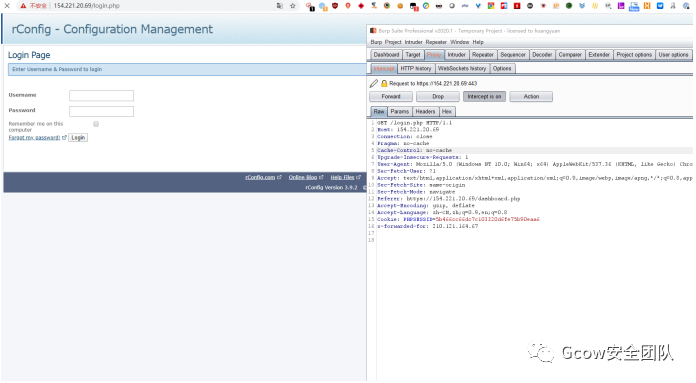 不安全 | 154.221.20.69/login.php
rConfig - Configuration Management
Login Page
Enter Username & Password to login
Username
Password
Remember me on this
computer
Forgot my password!
Login
rConfig.com
Online Blog
Help Files
rConfig Version 3.9.2
Burp Suite Professional v2020.1 - Temporary Project - licensed to huangyuan
Burp Project Intruder Repeater Window Help
Dashboard Target Proxy Intruder Repeater Sequencer Decoder Comparer Extender Project options User options
Intercept HTTP history WebSockets history Options
Request to https://154.221.20.69:443
Forward Drop Intercept is on Action
Raw Params Headers Hex
1 GET /login.php HTTP/1.1
2 Host: 154.221.20.69
3 Connection: close
4 Pragma: no-cache
5 Cache-Control: no-cache
6 Upgrade-Insecure-Requests: 1
7 User-Agent: Mozilla/5.0 (Windows NT 10.0; Win64; x64) AppleWebKit/537.36 (KHTML, like Gecko)
8 Sec-Fetch-User: ?1
9 Accept: text/html,application/xhtml+xml,application/xml;q=0.9,image/webp,image/apng,*/*;q=0.8
10 Sec-Fetch-Site: same-origin
11 Sec-Fetch-Mode: navigate
12 Referer: https://154.221.20.69/dashboard.php
13 Accept-Encoding: gzip, deflate
14 Accept-Language: zh-CN,zh;q=0.9,en;q=0.8
15 Cookie:
16 x-forwarded-for: 210.121.164.67
17
18
Gcow安全团队